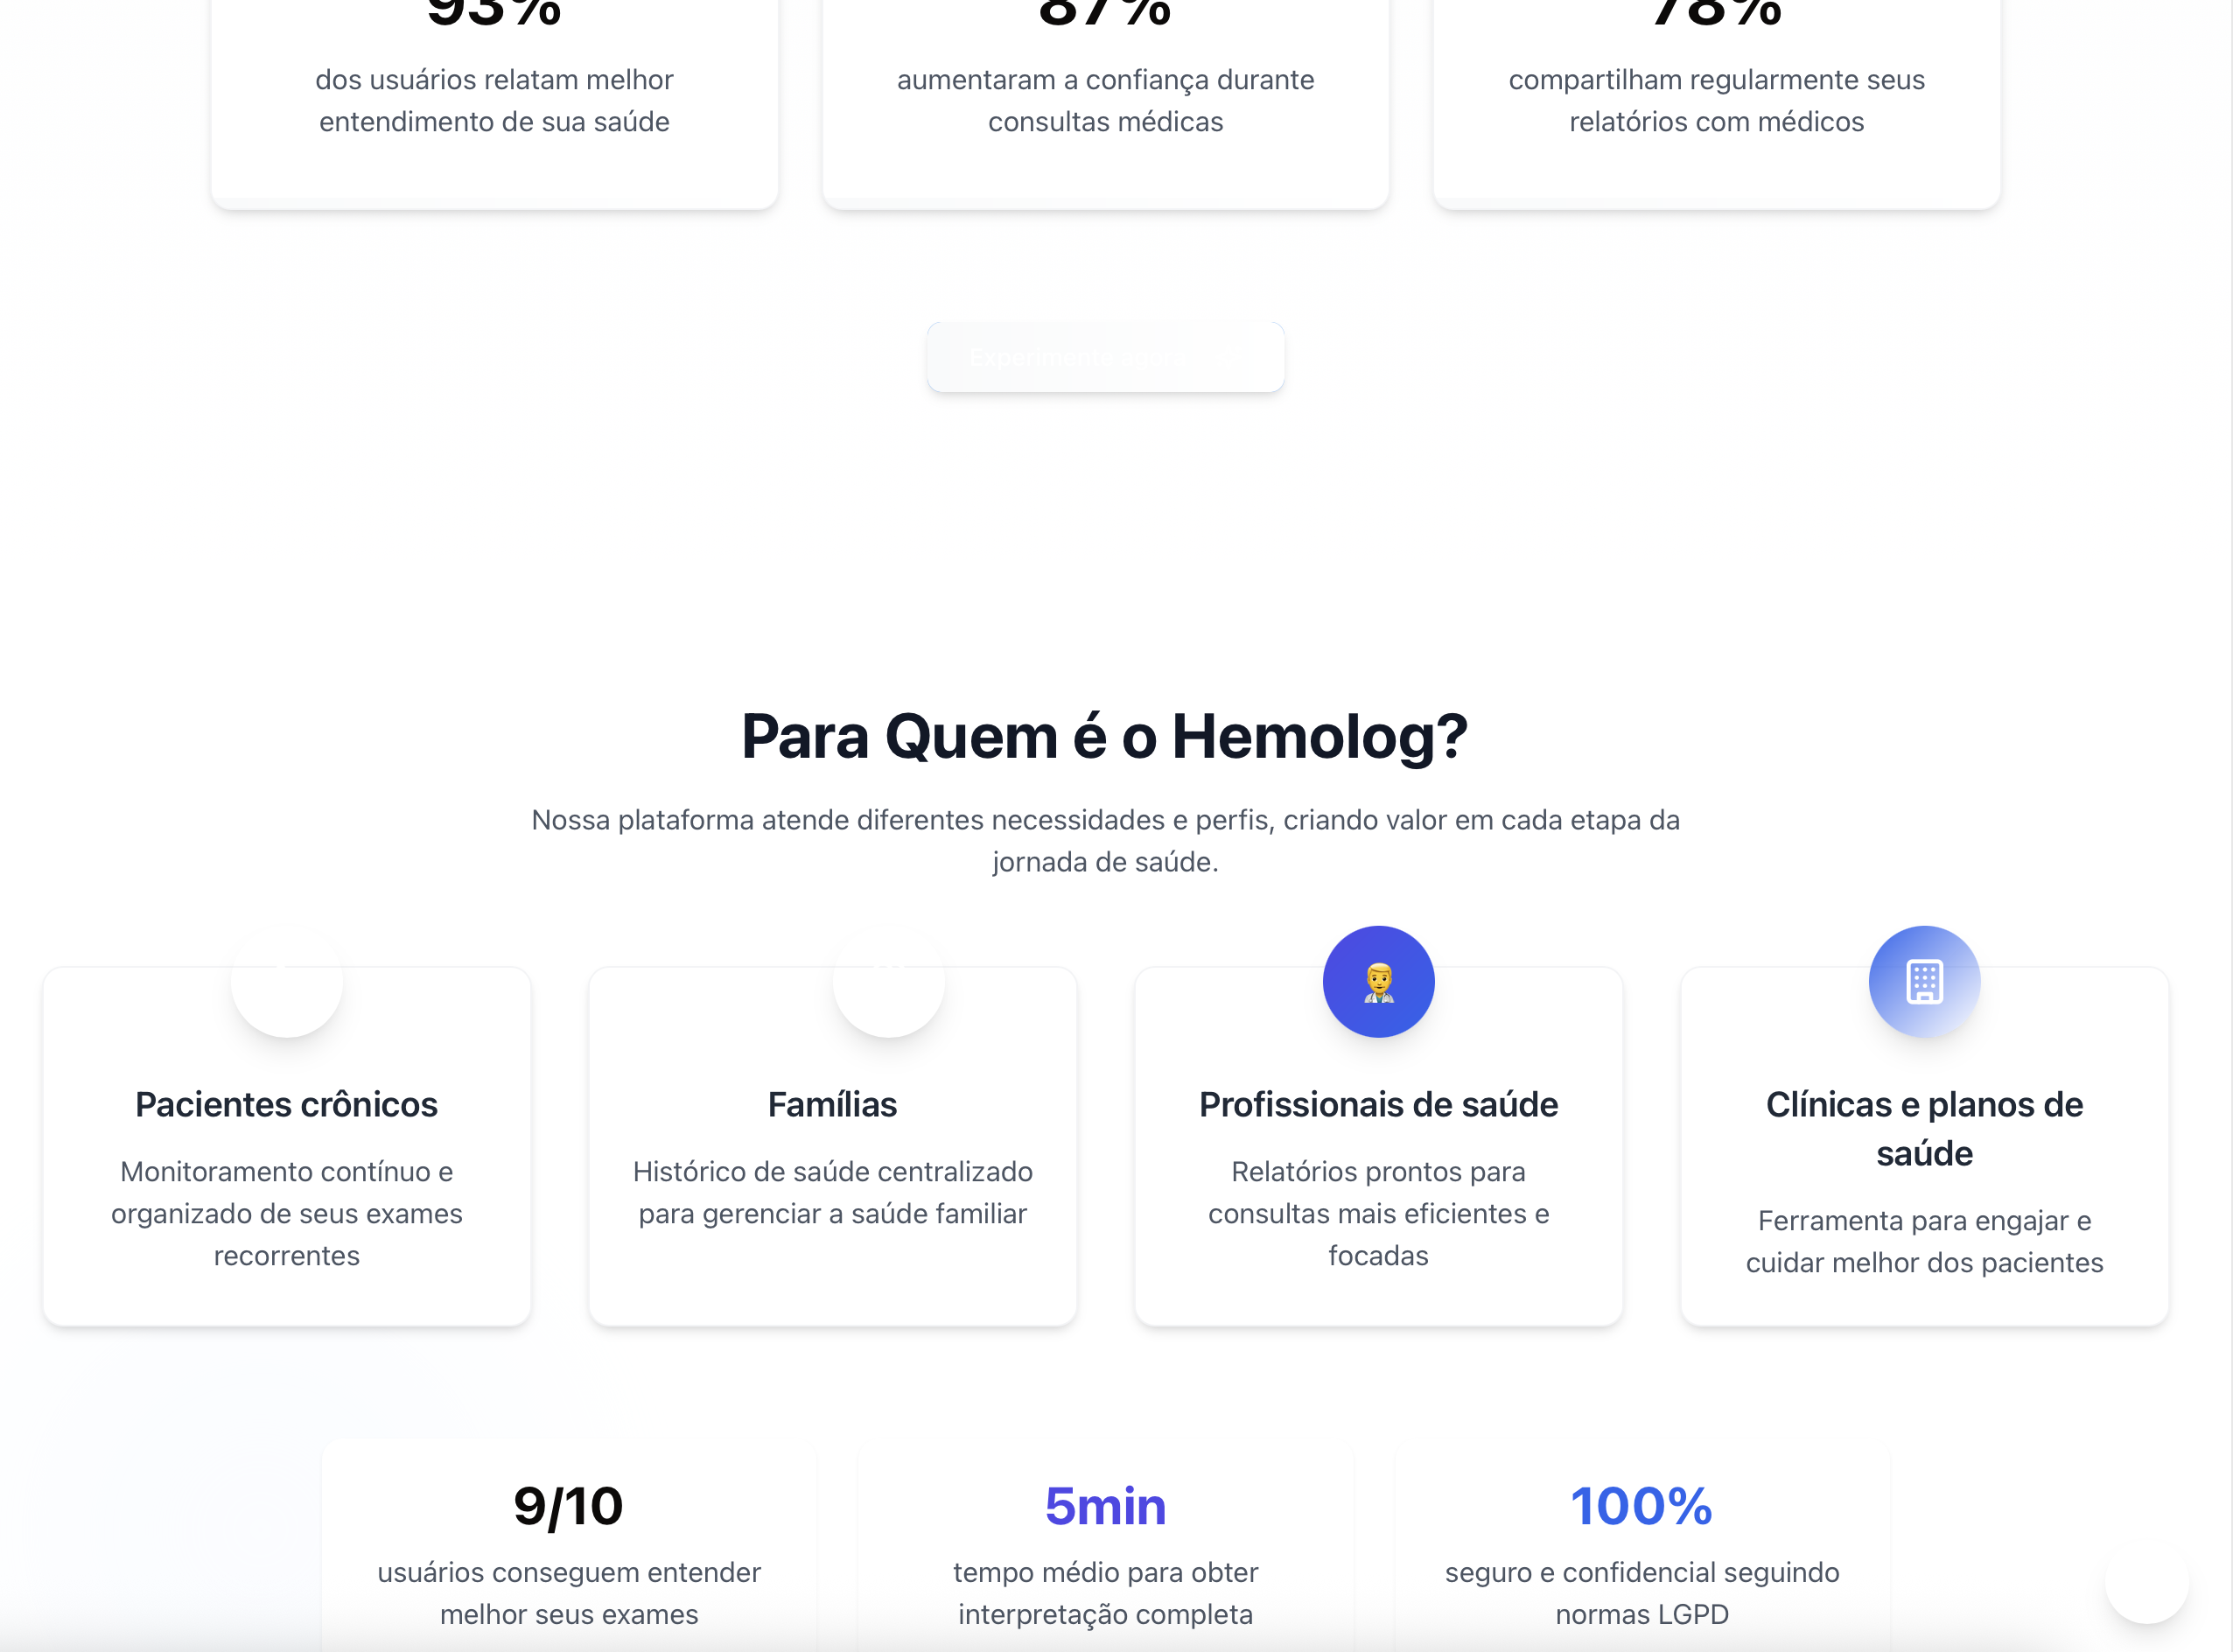 93%
87%
78%
dos usuários relatam melhor
entendimento de sua saúde
aumentaram a confiança durante
consultas médicas
compartilham regularmente seus
relatórios com médicos
Para Quem é o Hemolog?
Nossa plataforma atende diferentes necessidades e perfis, criando valor em cada etapa da
jornada de saúde.
Pacientes crônicos
Monitoramento contínuo e
organizado de seus exames
recorrentes
Famílias
Histórico de saúde centralizado
para gerenciar a saúde familiar
Profissionais de saúde
Relatórios prontos para
consultas mais eficientes e
focadas
Clínicas e planos de
saúde
Ferramenta para engajar e
cuidar melhor dos pacientes
9/10
usuários conseguem entender
melhor seus exames
5min
tempo médio para obter
interpretação completa
100%
seguro e confidencial seguindo
normas LGPD